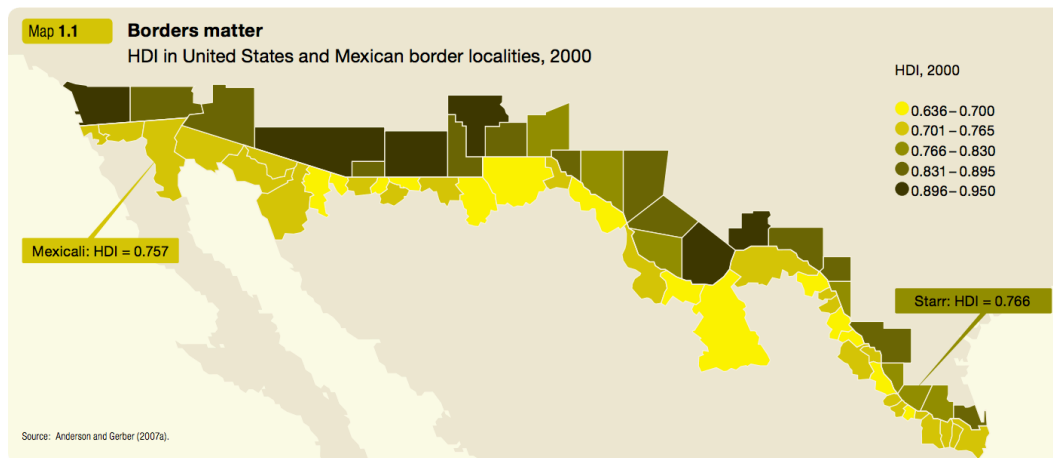 Map 1.1
Borders matter
HDI in United States and Mexican border localities, 2000
HDI, 2000
0.636–0.700
0.701–0.765
0.766–0.830
0.831–0.895
0.896–0.950
Mexicali: HDI = 0.757
Starr: HDI = 0.766
Source: Anderson and Gerber (2007a).